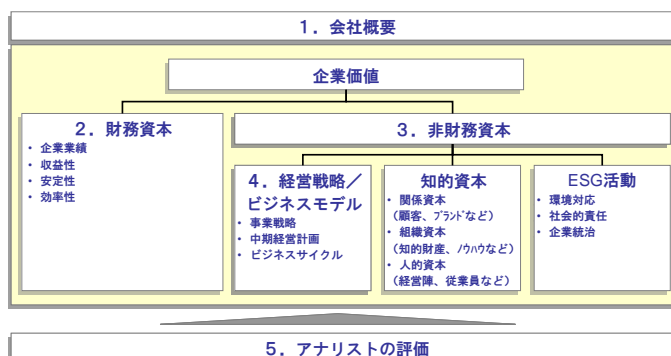 1．会社概要
企業価値
2．財務資本
・ 企業業績
・ 収益性
・ 安定性
・ 効率性
3．非財務資本
4．経営戦略／
ビジネスモデル
・ 事業戦略
・ 中期経営計画
・ ビジネスサイクル
知的資本
・ 関係資本
（顧客、ﾌﾞﾗﾝﾄﾞなど）
・ 組織資本
（知的財産、ﾉｳﾊｳなど）
・ 人的資本
（経営陣、従業員など）
ESG活動
・ 環境対応
・ 社会的責任
・ 企業統治
5．アナリストの評価